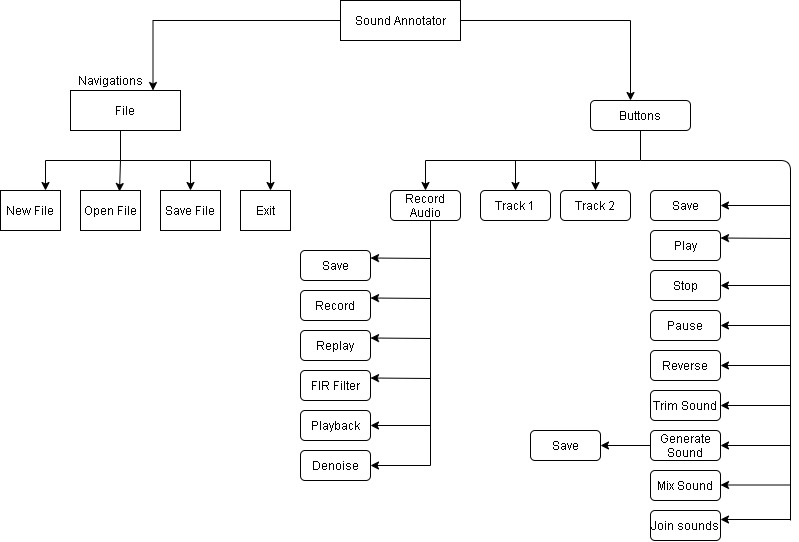 Sound Annotator
Navigations
File
Buttons
New File
Open File
Save File
Exit
Record
Audio
Track 1
Track 2
Save
Play
Stop
Pause
Reverse
Trim Sound
Generate
Sound
Save
Mix Sound
Join sounds
Save
Record
Replay
FIR Filter
Playback
Denoise